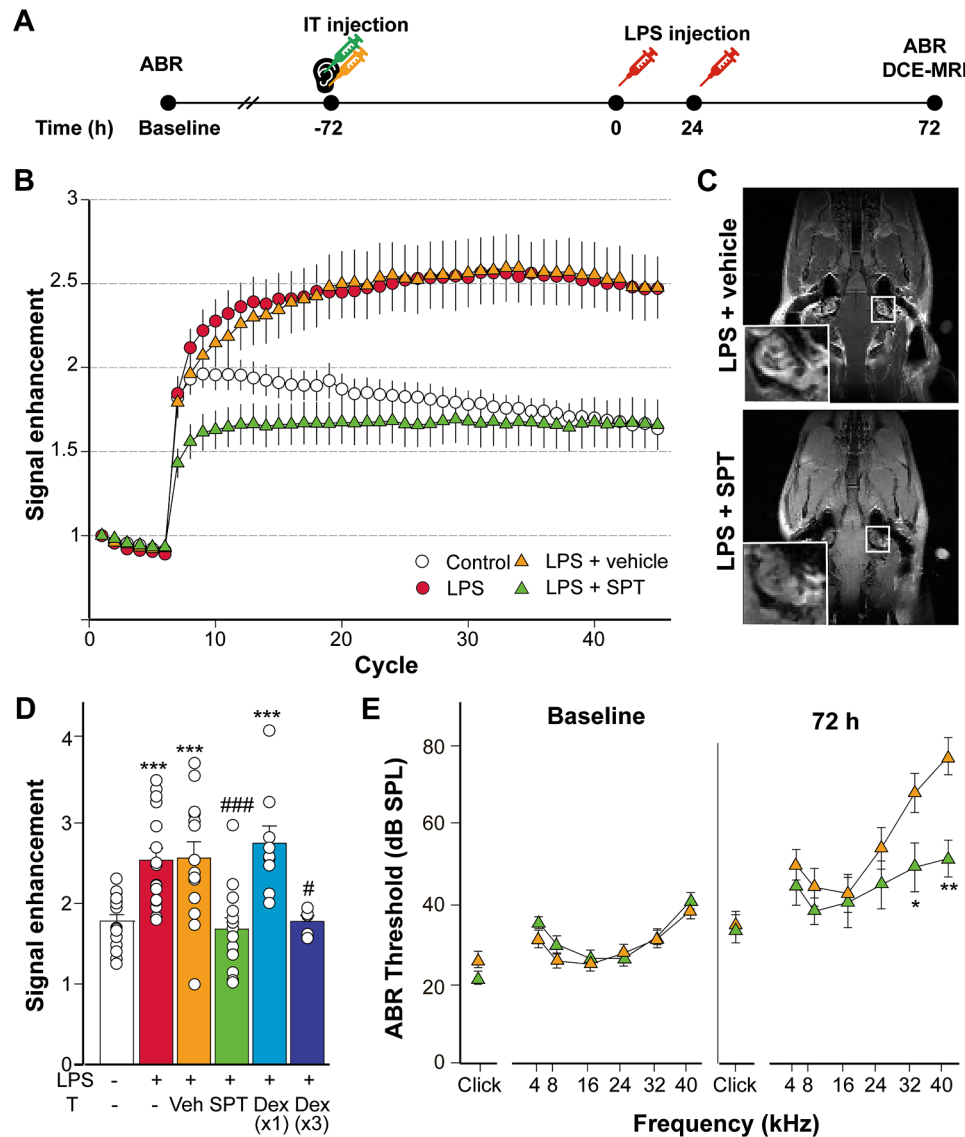 A
IT injection
LPS injection
ABR
ABR
DCE-MRI
Time (h)
Baseline
-72
0
24
72
B
C
3
2.5
2
1.5
1
Signal enhancement
0
10
20
30
40
Cycle
Control
LPS + vehicle
LPS
LPS + SPT
LPS + vehicle
LPS + SPT
D
E
Signal enhancement
4
3
2
1
0
***
***
###
***
#
LPS - + + + + +
T - - Veh SPT Dex (x1) Dex (x3)
Baseline
72 h
ABR Threshold (dB SPL)
80
60
40
20
0
*
**
Click
4 8 16 24 32 40
Click
4 8 16 24 32 40
Frequency (kHz)